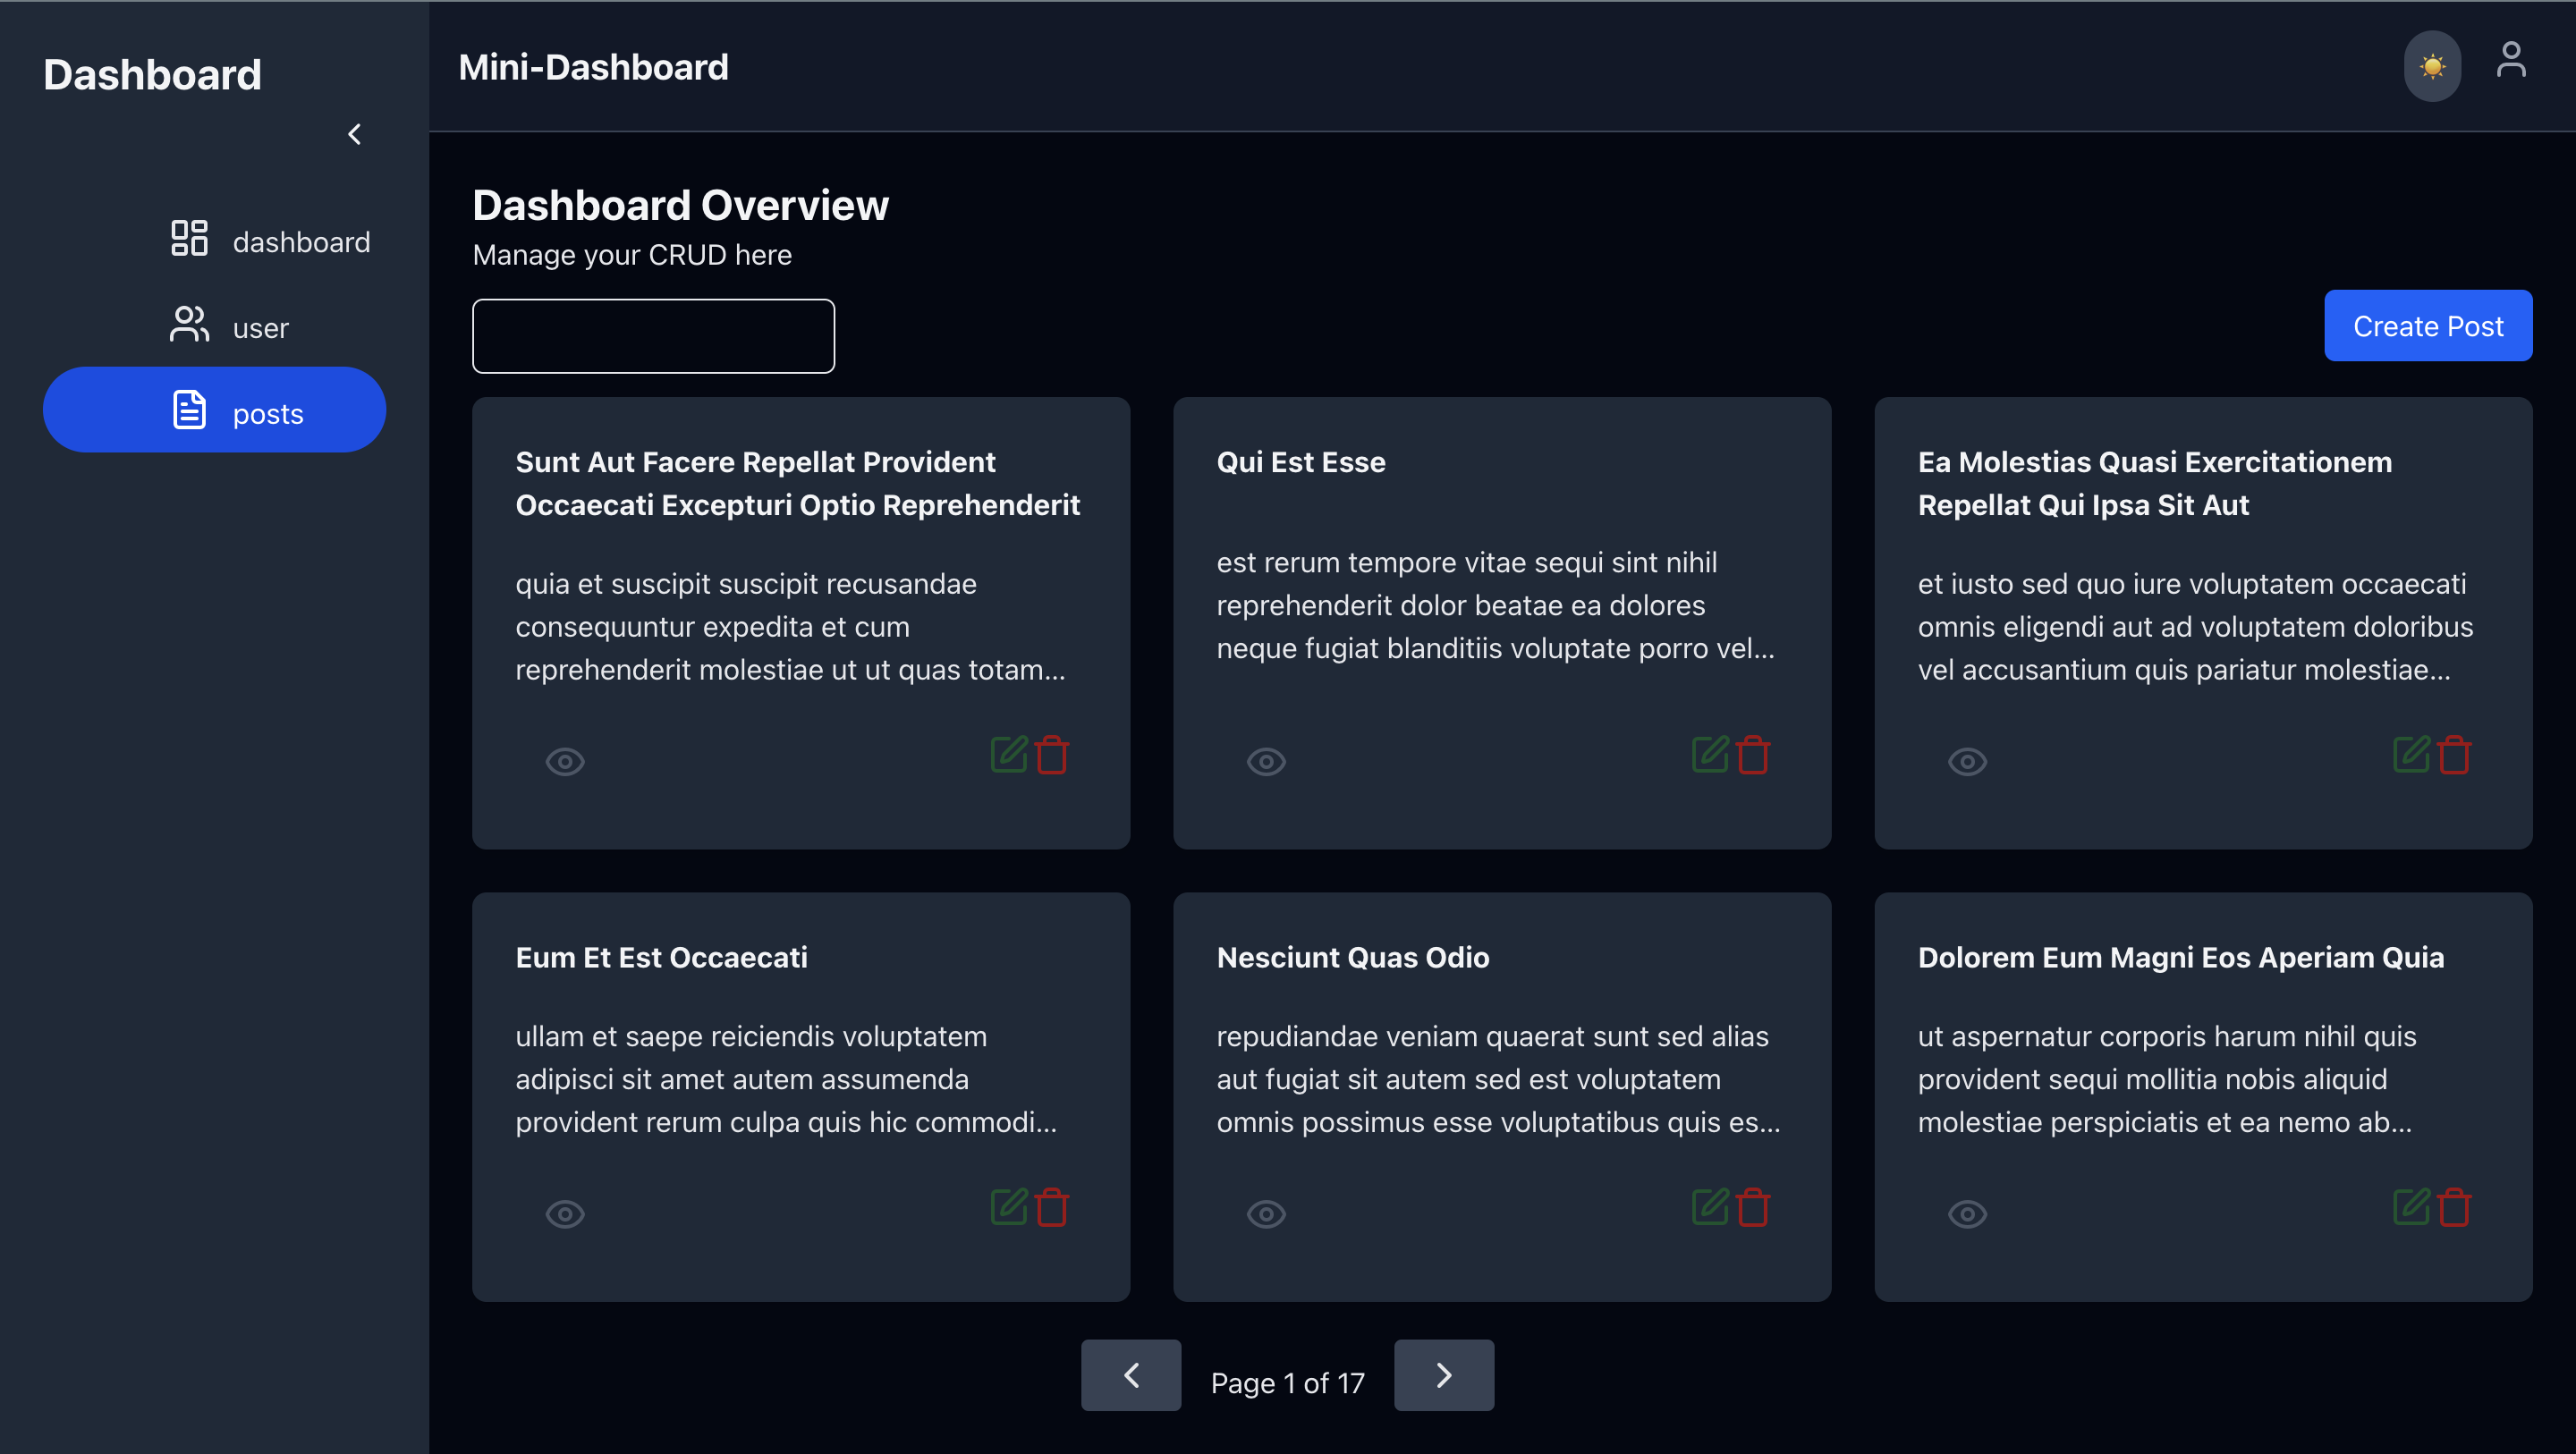 Dashboard
dashboard
user
posts
Mini-Dashboard
Dashboard Overview
Manage your CRUD here
Create Post
Sunt Aut Facere Repellat Provident
Occaecati Excepturi Optio Reprehenderit
quia et suscipit suscipit recusandae
consequuntur expedita et cum
reprehenderit molestiae ut ut quas totam...
Qui Est Esse
est rerum tempore vitae sequi sint nihil
reprehenderit dolor beatae ea dolores
neque fugiat blanditiis voluptate porro vel...
Ea Molestias Quasi Exercitationem
Repellat Qui Ipsa Sit Aut
et iusto sed quo iure voluptatem occaecati
omnis eligendi aut ad voluptatem doloribus
vel accusantium quis pariatur molestiae...
Eum Et Est Occaecati
ullam et saepe reiciendis voluptatem
adipisci sit amet autem assumenda
provident rerum culpa quis hic commodi...
Nesciunt Quas Odio
repudiandae veniam quaerat sunt sed alias
aut fugiat sit autem sed est voluptatem
omnis possimus esse voluptatibus quis es...
Dolorem Eum Magni Eos Aperiam Quia
ut aspernatur corporis harum nihil quis
provident sequi mollitia nobis aliquid
molestiae perspiciatis et ea nemo ab...
Page 1 of 17